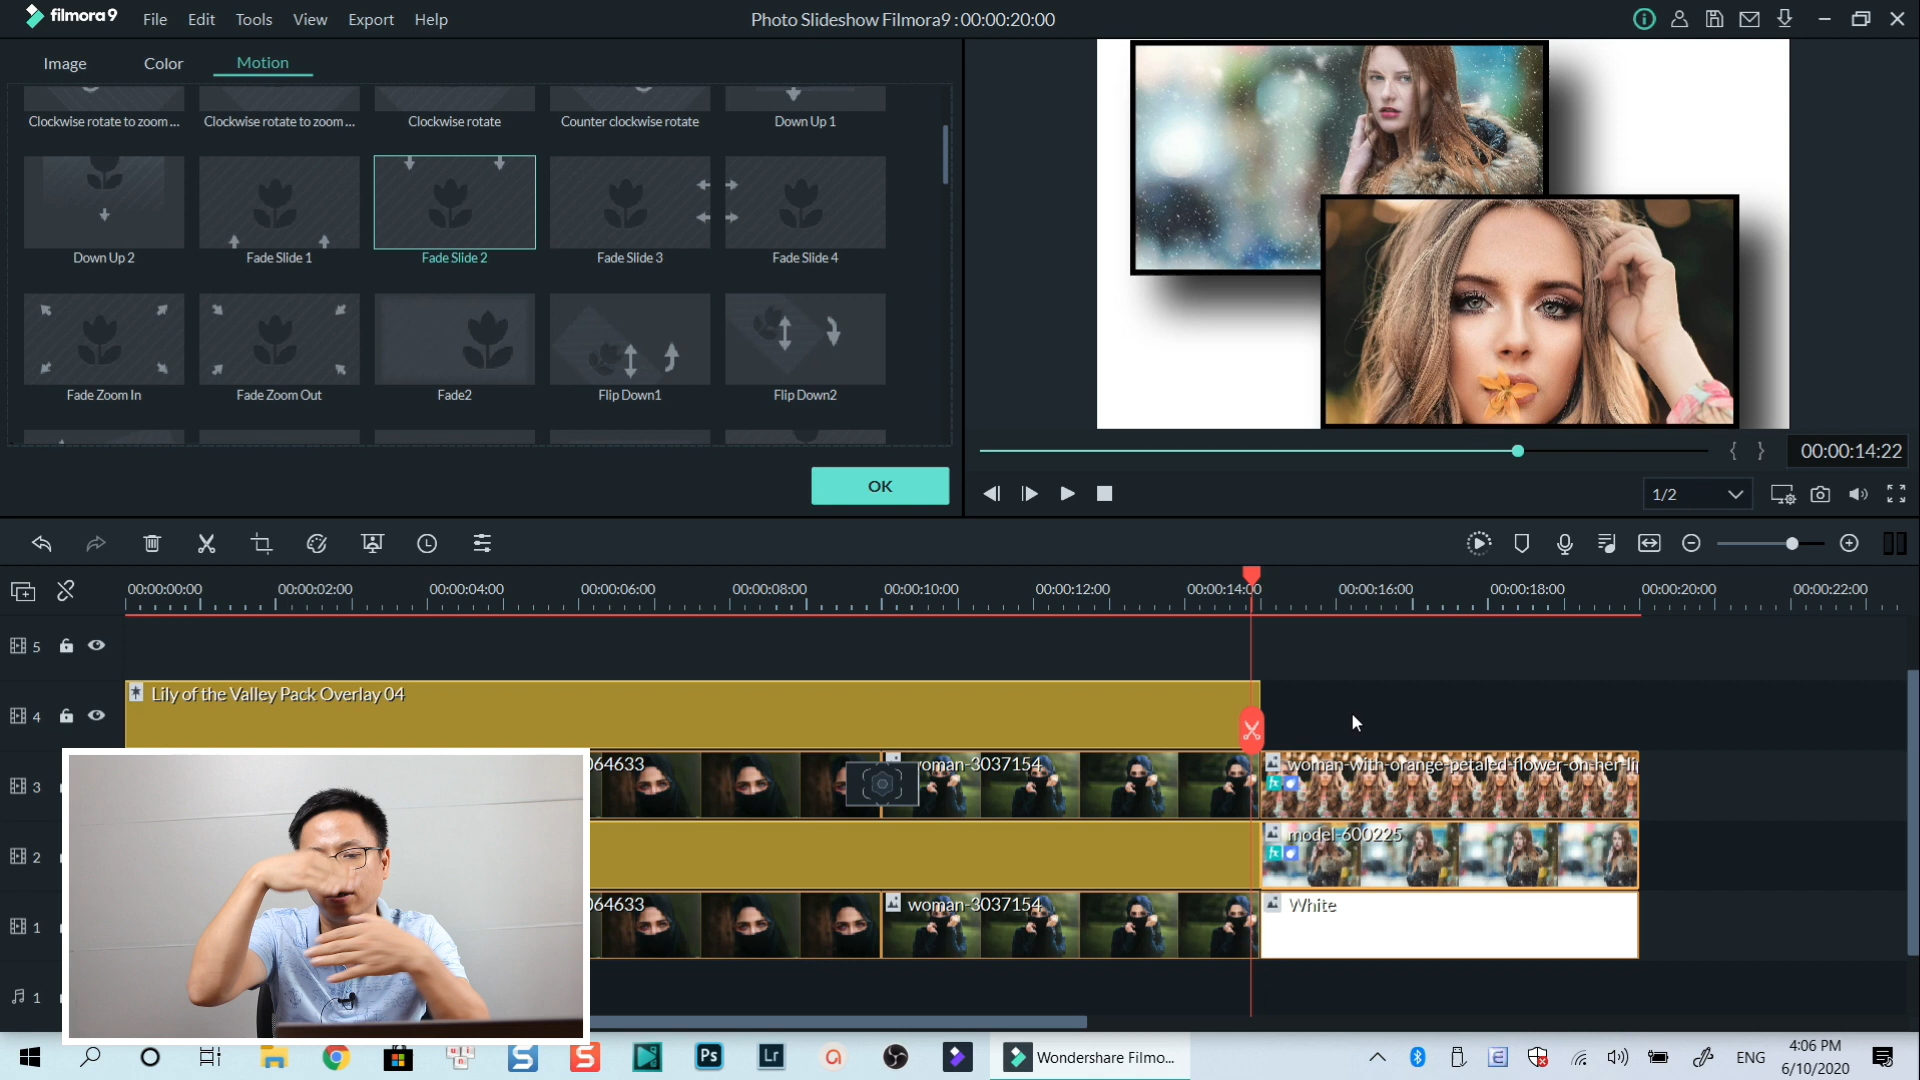 filmora9 File Edit Tools View Export Help Photo Slideshow Filmora9 : 00:00:20:00
Image Color Motion
Clockwise rotate to zoom ... Clockwise rotate to zoom ... Clockwise rotate Counter clockwise rotate Down Up 1
Down Up 2 Fade Slide 1 Fade Slide 2 Fade Slide 3 Fade Slide 4
Fade Zoom In Fade Zoom Out Fade2 Flip Down1 Flip Down2
OK
{ } 00:00:14:22
1/2
00:00:00:00 00:00:02:00 00:00:04:00 00:00:06:00 00:00:08:00 00:00:10:00 00:00:12:00 00:00:14:00 00:00:16:00 00:00:18:00 00:00:20:00 00:00:22:00
5
4 Lily of the Valley Pack Overlay 04
3 064633 woman-3037154 woman-with-orange-petaled-flower-on-her-li
fx
2 model-600225
fx
1 064633 woman-3037154 White
1
S S Ps Lr a Wondershare Filmo... ENG 4:06 PM
6/10/2020